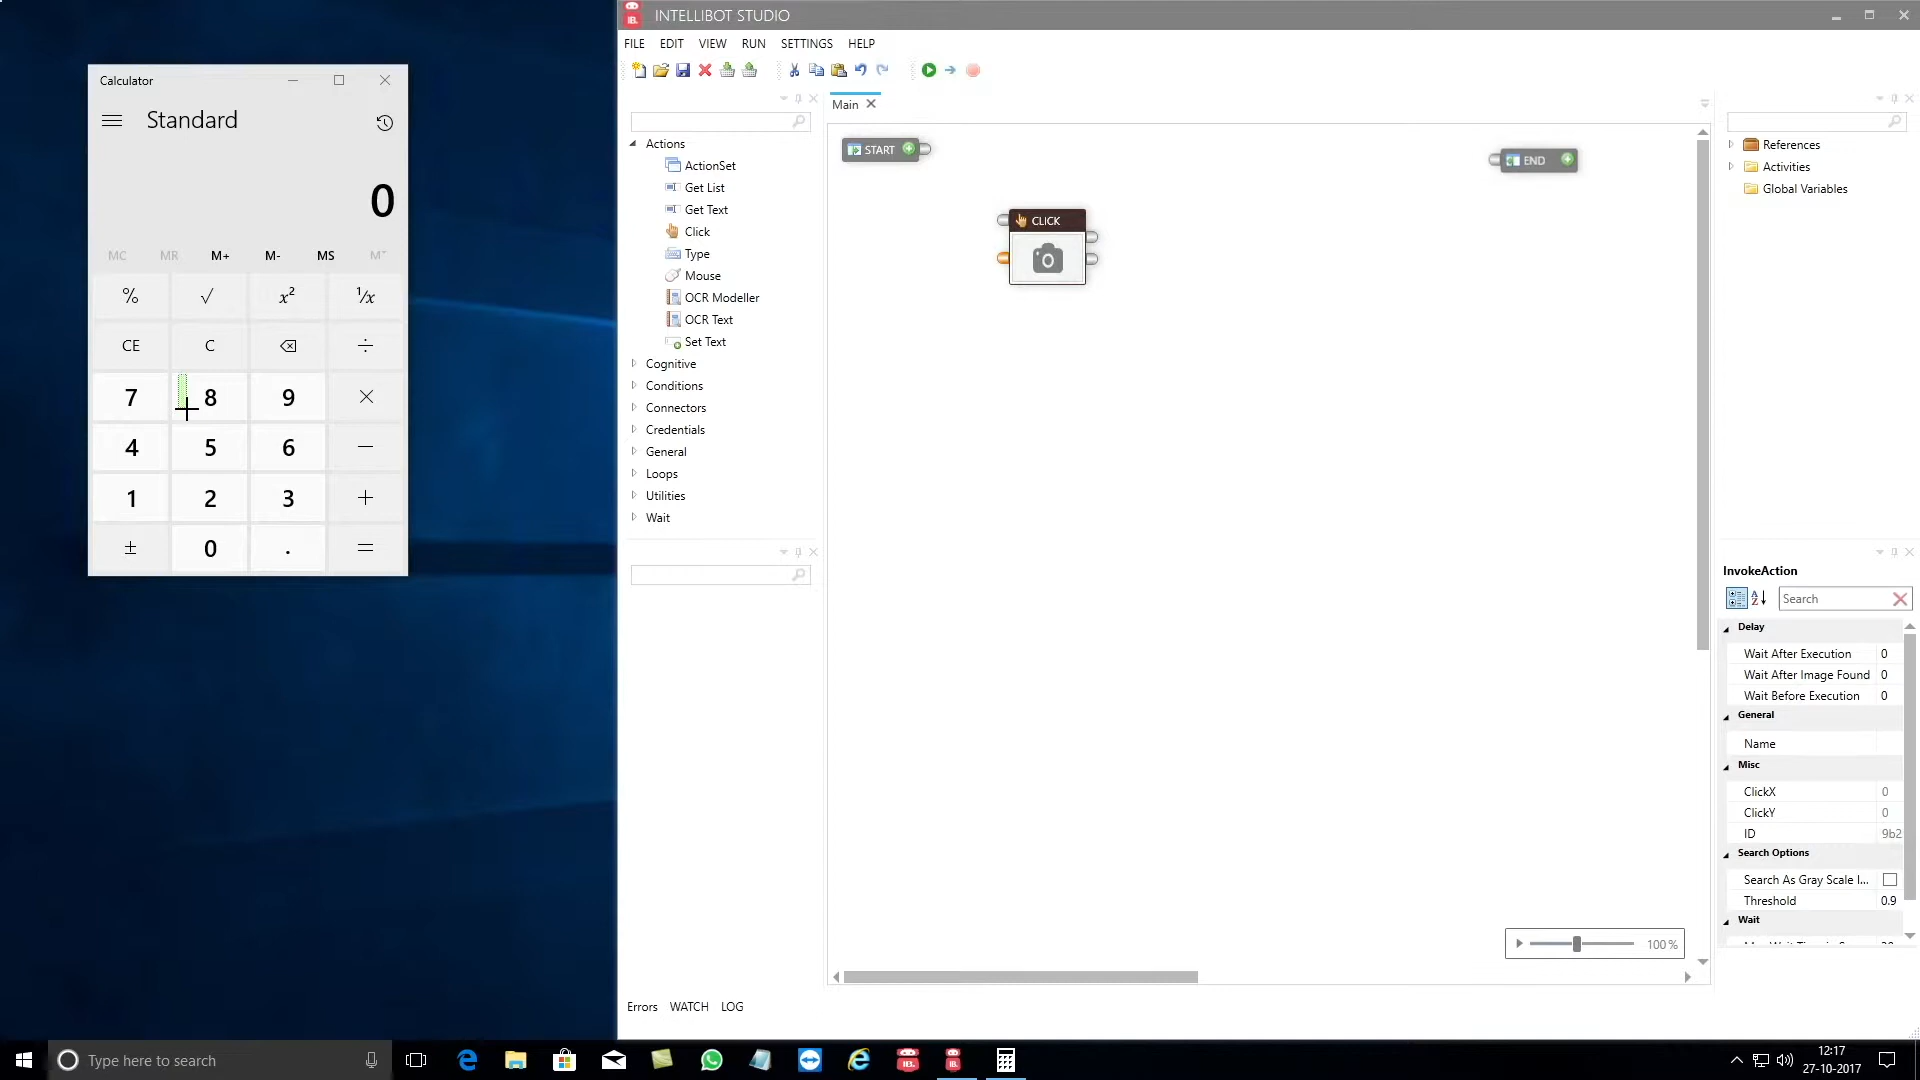 Calculator
Standard
0
MC MR M+ M- MS M˅
% √ x² ¹/x
CE C ÷
7 8 9 ×
4 5 6 −
1 2 3 +
± 0 . =
INTELLIBOT STUDIO
FILE EDIT VIEW RUN SETTINGS HELP
Main
Actions
ActionSet
Get List
Get Text
Click
Type
Mouse
OCR Modeller
OCR Text
Set Text
Cognitive
Conditions
Connectors
Credentials
General
Loops
Utilities
Wait
START
END
CLICK
100 %
References
Activities
Global Variables
InvokeAction
Search
Delay
Wait After Execution 0
Wait After Image Found 0
Wait Before Execution 0
General
Name
Misc
ClickX 0
ClickY 0
ID 9b2
Search Options
Search As Gray Scale I...
Threshold 0.9
Wait
Errors WATCH LOG
Type here to search
12:17
27-10-2017